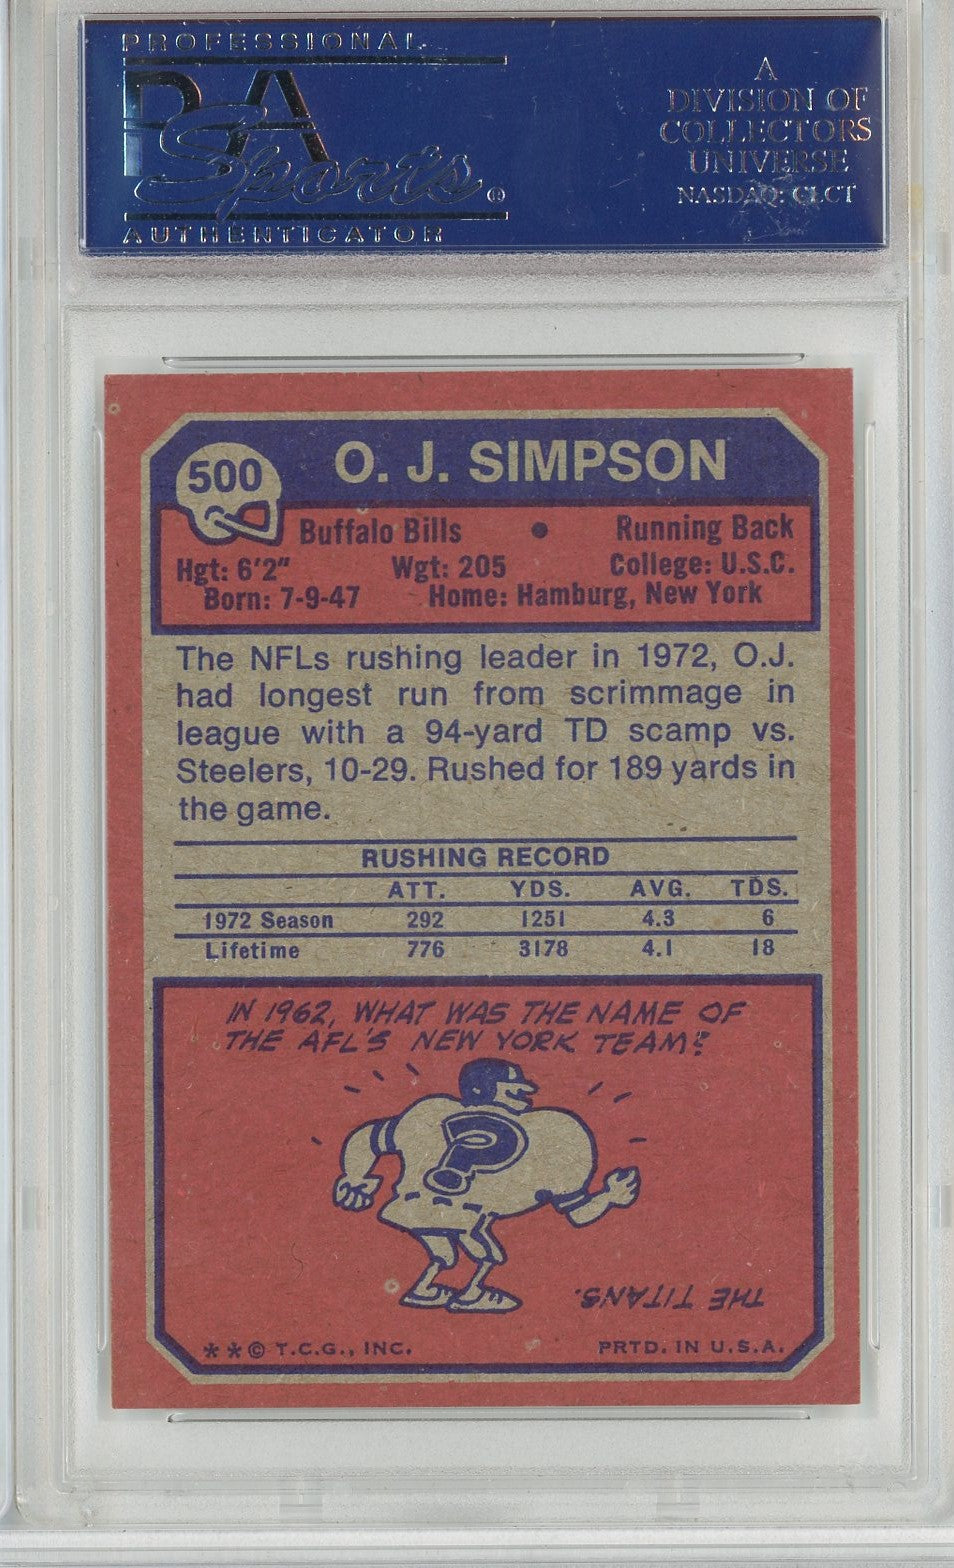 PROFESSIONAL
PSA
Sports®
AUTHENTICATOR
A
DIVISION OF
COLLECTORS
UNIVERSE
NASDAQ: CLCT
500
O. J. SIMPSON
Buffalo Bills • Running Back
Hgt: 6'2" Wgt: 205 College: U.S.C.
Born: 7-9-47 Home: Hamburg, New York
The NFLs rushing leader in 1972, O.J.
had longest run from scrimmage in
league with a 94-yard TD scamp vs.
Steelers, 10-29. Rushed for 189 yards in
the game.
RUSHING RECORD
ATT. YDS. AVG. TDS.
1972 Season 292 1251 4.3 6
Lifetime 776 3178 4.1 18
IN 1962, WHAT WAS THE NAME OF
THE AFL'S NEW YORK TEAM?
?
THE TITANS.
**© T.C.G., INC. PRTD. IN U.S.A.